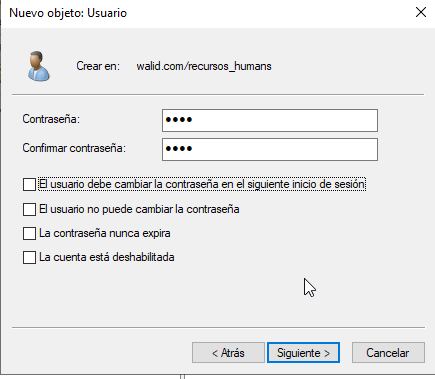 Nuevo objeto: Usuario
Crear en: walid.com/recursos_humans
Contraseña: ••••
Confirmar contraseña: ••••
El usuario debe cambiar la contraseña en el siguiente inicio de sesión
El usuario no puede cambiar la contraseña
La contraseña nunca expira
La cuenta está deshabilitada
< Atrás Siguiente > Cancelar